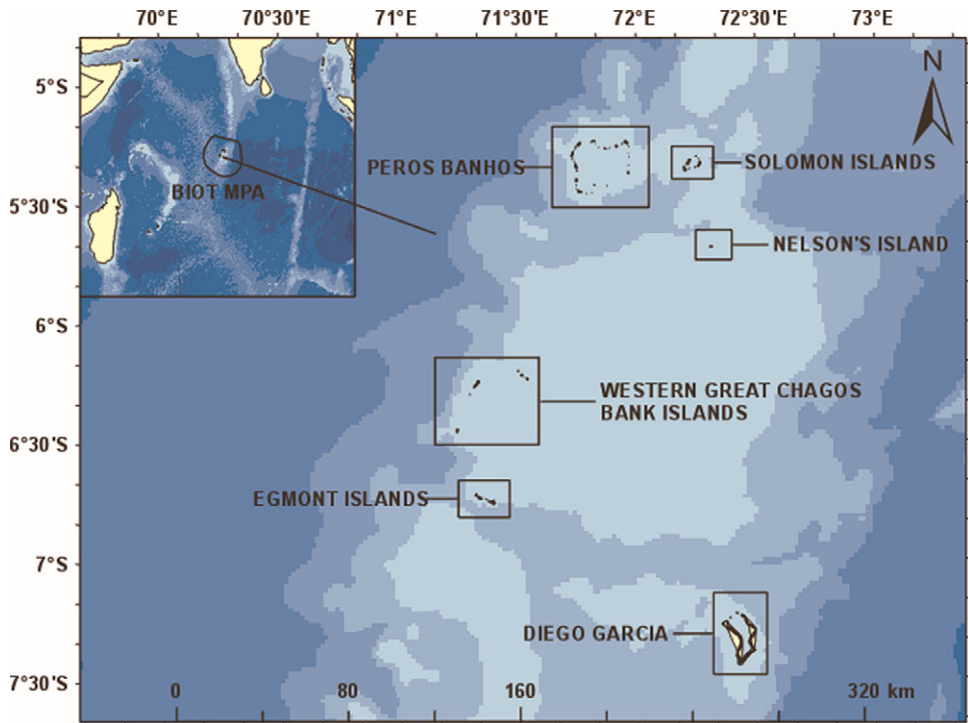 70°E 70°30'E 71°E 71°30'E 72°E 72°30'E 73°E
5°S
N
PEROS BANHOS
SOLOMON ISLANDS
BIOT MPA
5°30'S
NELSON'S ISLAND
6°S
WESTERN GREAT CHAGOS
BANK ISLANDS
6°30'S
EGMONT ISLANDS
7°S
DIEGO GARCIA
7°30'S
0 80 160 320 km